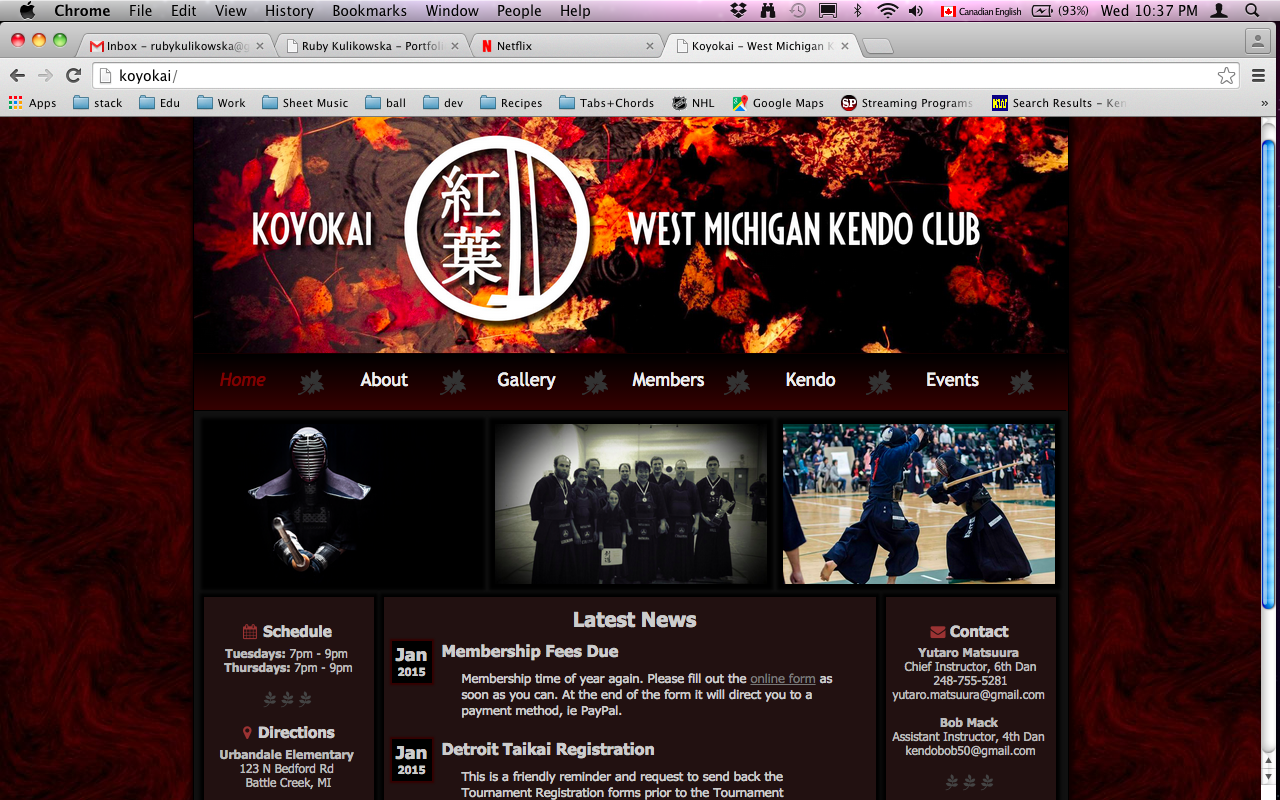 Chrome File Edit View History Bookmarks Window People Help Canadian English (93%) Wed 10:37 PM
Inbox – rubykulikowska@g Ruby Kulikowska – Portfoli Netflix Koyokai – West Michigan K
koyokai/
Apps stack Edu Work Sheet Music ball dev Recipes Tabs+Chords NHL Google Maps Streaming Programs Search Results – Ken »
KOYOKAI 紅葉 WEST MICHIGAN KENDO CLUB
Home About Gallery Members Kendo Events
Schedule
Tuesdays: 7pm - 9pm
Thursdays: 7pm - 9pm
Directions
Urbandale Elementary
123 N Bedford Rd
Battle Creek, MI
Latest News
Jan
2015
Membership Fees Due
Membership time of year again. Please fill out the online form as
soon as you can. At the end of the form it will direct you to a
payment method, ie PayPal.
Jan
2015
Detroit Taikai Registration
This is a friendly reminder and request to send back the
Tournament Registration forms prior to the Tournament
Contact
Yutaro Matsuura
Chief Instructor, 6th Dan
248-755-5281
yutaro.matsuura@gmail.com
Bob Mack
Assistant Instructor, 4th Dan
kendobob50@gmail.com